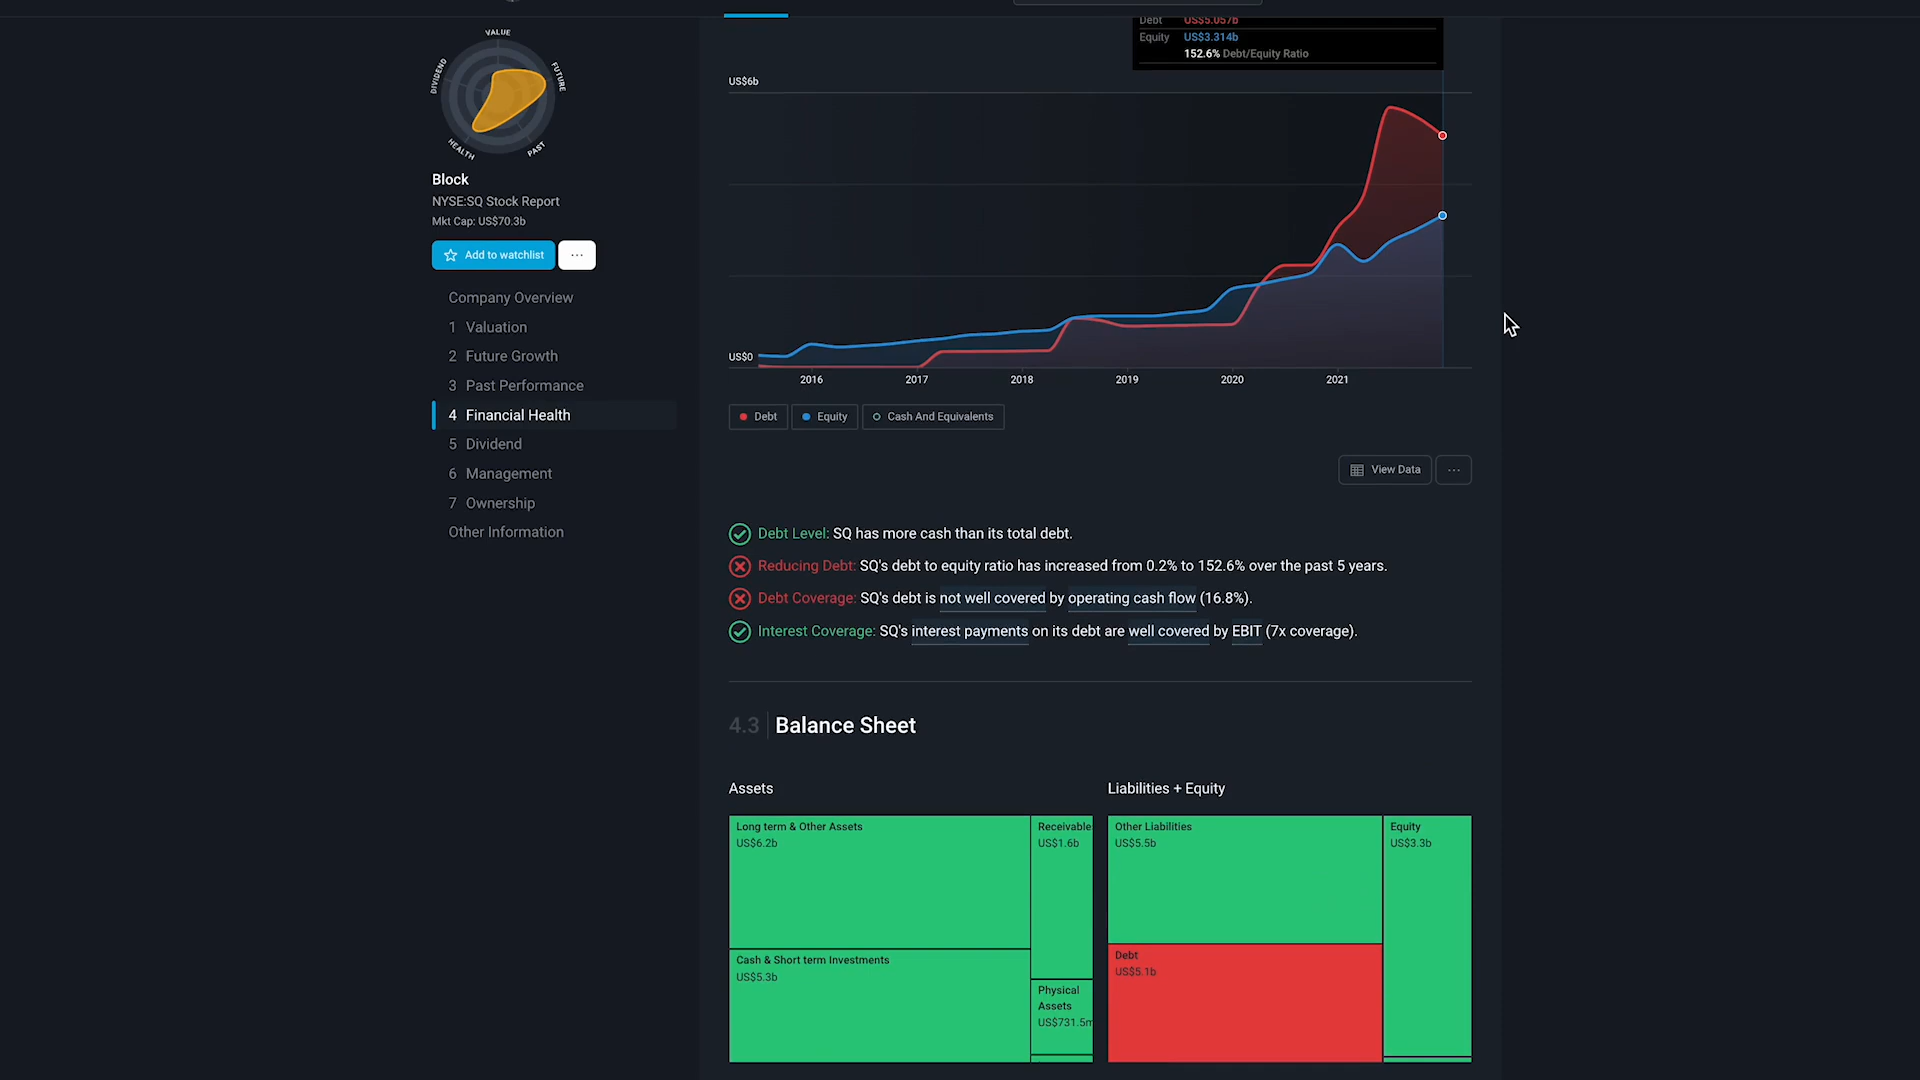 VALUE
FUTURE
PAST
HEALTH
DIVIDEND
Block
NYSE:SQ Stock Report
Mkt Cap: US$70.3b
Add to watchlist
Company Overview
1 Valuation
2 Future Growth
3 Past Performance
4 Financial Health
5 Dividend
6 Management
7 Ownership
Other Information
Debt US$5.057b
Equity US$3.314b
152.6% Debt/Equity Ratio
US$6b
US$0
2016 2017 2018 2019 2020 2021
Debt Equity Cash And Equivalents
View Data
Debt Level: SQ has more cash than its total debt.
Reducing Debt: SQ's debt to equity ratio has increased from 0.2% to 152.6% over the past 5 years.
Debt Coverage: SQ's debt is not well covered by operating cash flow (16.8%).
Interest Coverage: SQ's interest payments on its debt are well covered by EBIT (7x coverage).
4.3 Balance Sheet
Assets
Long term & Other Assets
US$6.2b
Receivable
US$1.6b
Cash & Short term Investments
US$5.3b
Physical
Assets
US$731.5m
Liabilities + Equity
Other Liabilities
US$5.5b
Equity
US$3.3b
Debt
US$5.1b